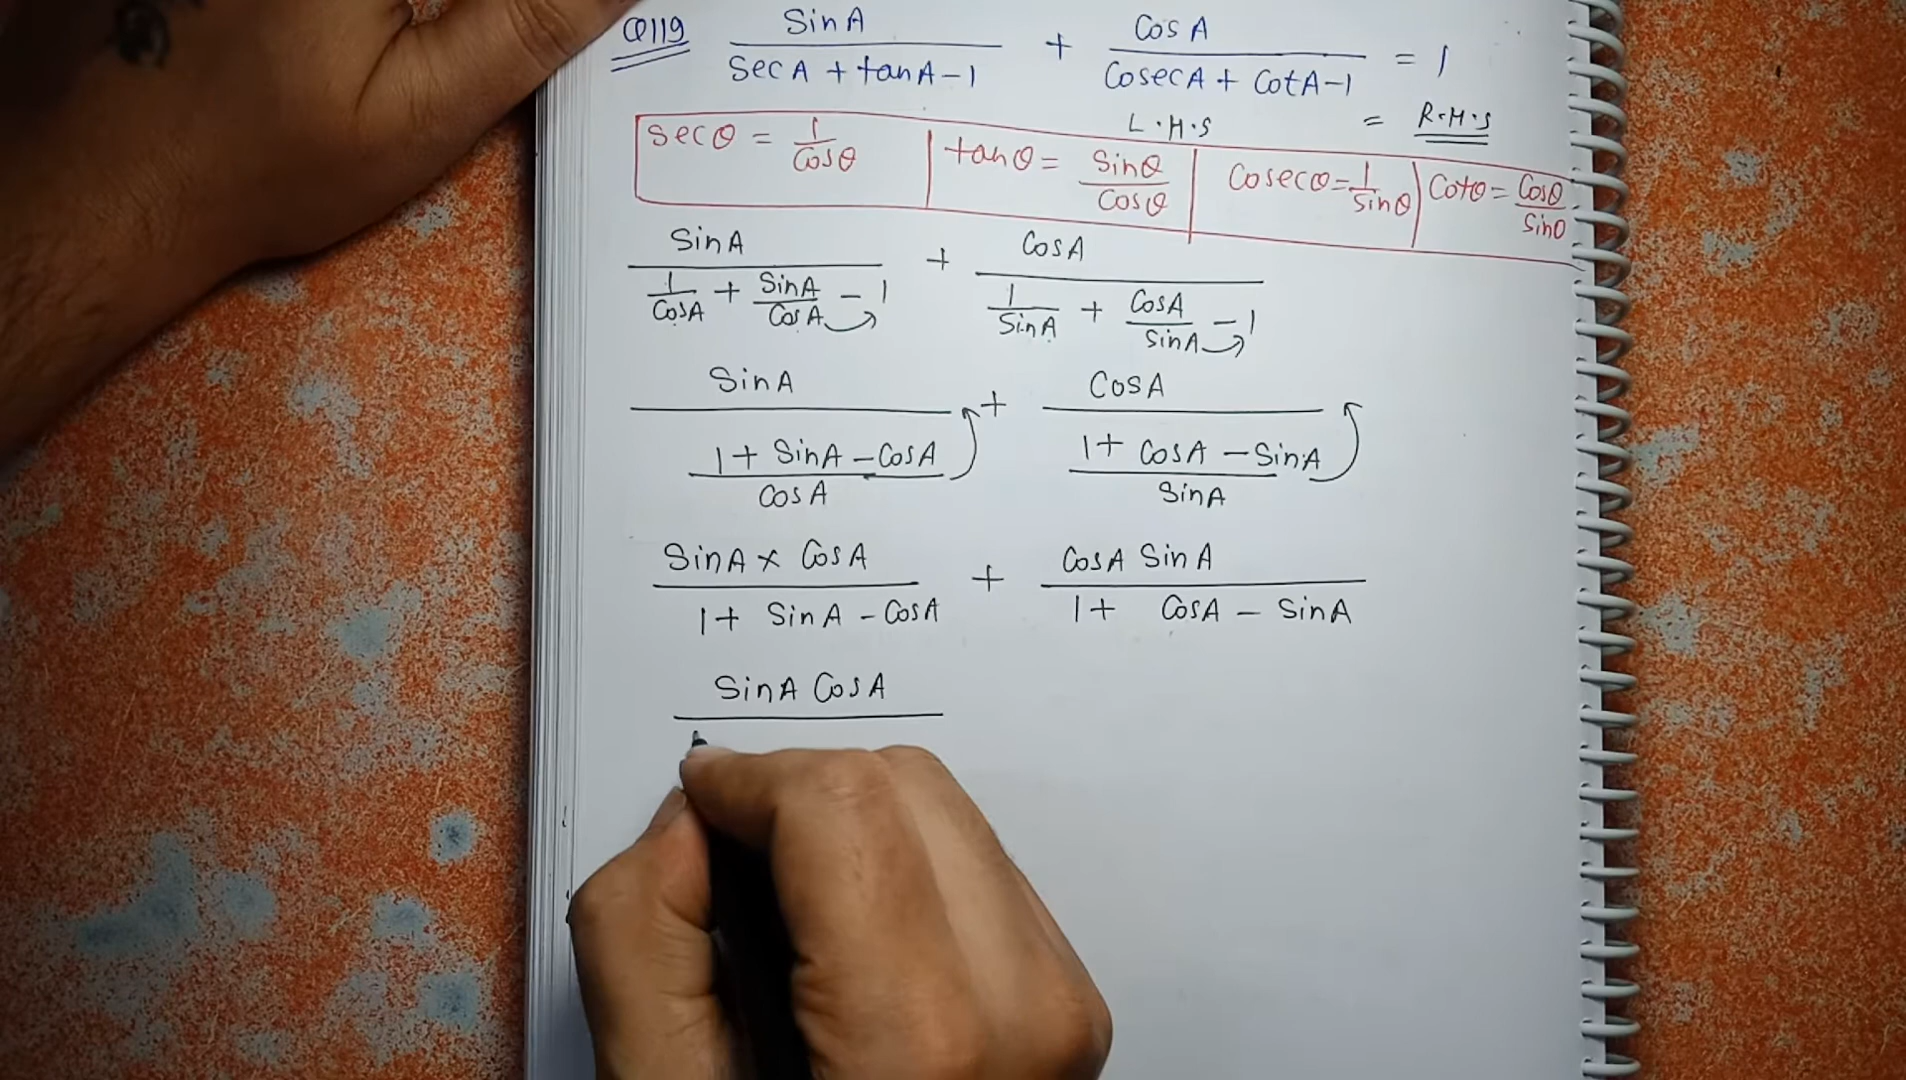 Q119 SinA / SecA + tanA - 1 + CosA / CosecA + CotA - 1 = 1
L.H.S = R.H.S
secθ = 1/Cosθ | tanθ = Sinθ/Cosθ | Cosecθ = 1/Sinθ | Cotθ = Cosθ/Sinθ
SinA / 1/CosA + SinA/CosA - 1 + CosA / 1/SinA + CosA/SinA - 1
SinA / 1 + SinA - CosA / CosA + CosA / 1 + CosA - SinA / SinA
SinA × CosA / 1 + SinA - CosA + CosA SinA / 1 + CosA - SinA
SinA CosA